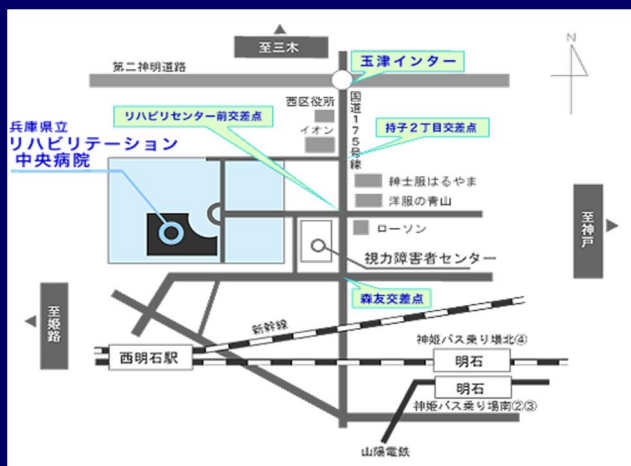 至三木
第二神明道路
玉津インター
西区役所
イオン
国道175号線
リハビリセンター前交差点
持子2丁目交差点
兵庫県立
リハビリテーション
中央病院
紳士服はるやま
洋服の青山
ローソン
至神戸
視力障害者センター
森友交差点
至姫路
新幹線
西明石駅
神姫バス乗り場北④
明石
明石
神姫バス乗り場南②③
山陽電鉄
N